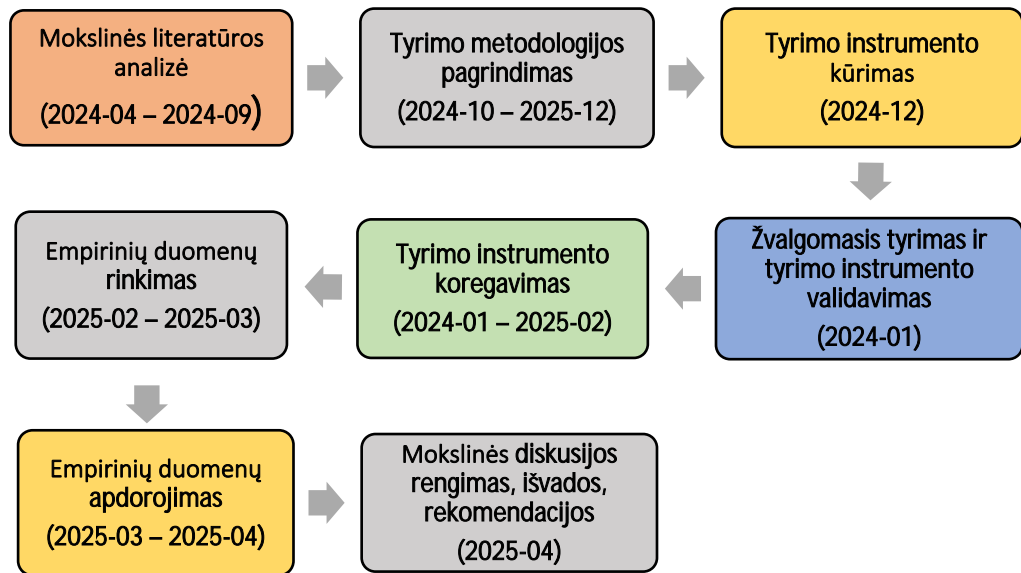 Mokslinės literatūros
analizė
(2024-04 – 2024-09)
Tyrimo metodologijos
pagrindimas
(2024-10 – 2025-12)
Tyrimo instrumento
kūrimas
(2024-12)
Žvalgomasis tyrimas ir
tyrimo instrumento
validavimas
(2024-01)
Tyrimo instrumento
koregavimas
(2024-01 – 2025-02)
Empirinių duomenų
rinkimas
(2025-02 – 2025-03)
Empirinių duomenų
apdorojimas
(2025-03 – 2025-04)
Mokslinės diskusijos
rengimas, išvados,
rekomendacijos
(2025-04)